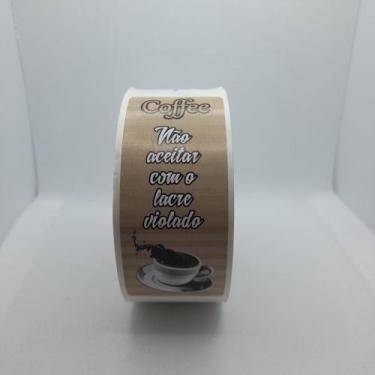 Coffee
Não
aceitar
com o
lacre
violado